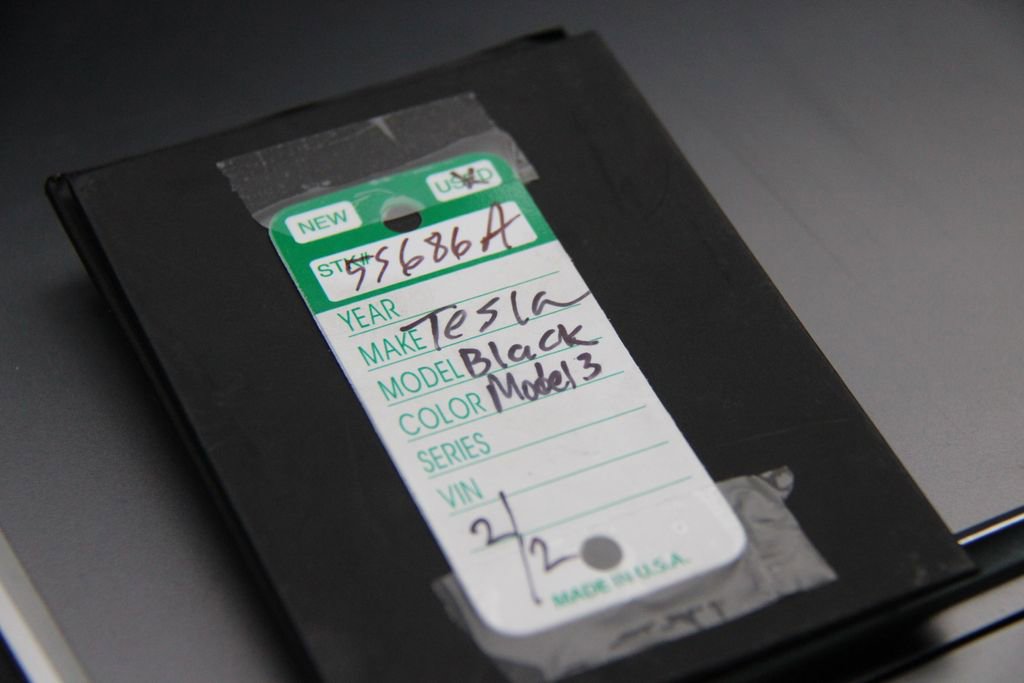 NEW USED
STK# 55686A
YEAR
MAKE Tesla
MODEL Black
COLOR Model 3
SERIES
VIN
2/2
MADE IN U.S.A.